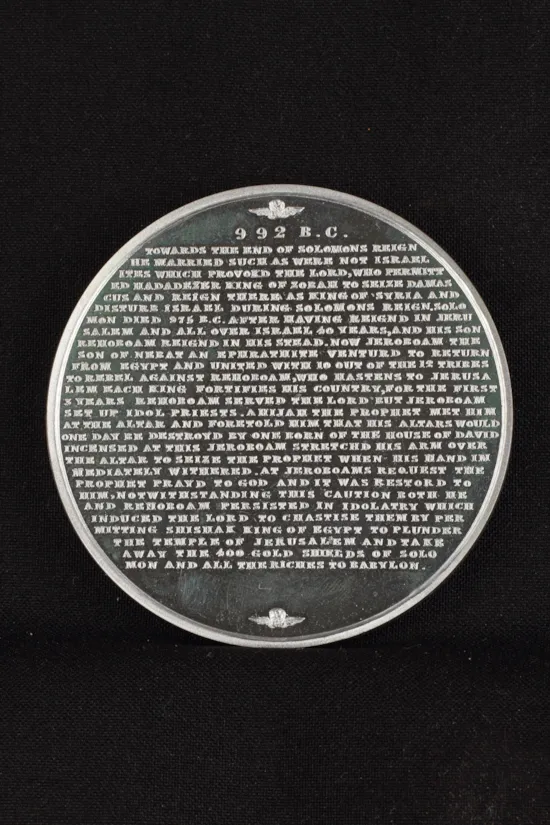 992 B.C.
TOWARDS THE END OF SOLOMONS REIGN
HE MARRIED SUCH AS WERE NOT ISRAEL
ITES WHICH PROVOKD THE LORD, WHO PERMITT
ED HADADEZER KING OF ZOBAH TO SEIZE DAMAS
CUS AND REIGN THERE AS KING OF SYRIA AND
DISTURB ISRAEL DURING SOLOMONS REIGN, SOLO
MON DIED 975 B.C. AFTER HAVING REIGND IN JERU
SALEM AND ALL OVER ISRAEL 40 YEARS, AND HIS SON
REHOBOAM REIGND IN HIS STEAD. NOW JEROBOAM THE
SON OF NEBAT AN EPHRATHITE VENTURD TO RETURN
FROM EGYPT AND UNITED WITH 10 OUT OF THE 12 TRIBES
TO REBEL AGAINST REHOBOAM, WHO HASTENS TO JERUSA
LEM EACH KING FORTIFIES HIS COUNTRY, FOR THE FIRST
3 YEARS REHOBOAM SERVED THE LORD BUT JEROBOAM
SET UP IDOL PRIESTS. AHIJAH THE PROPHET MET HIM
AT THE ALTAR AND FORETOLD HIM THAT HIS ALTARS WOULD
ONE DAY BE DESTROYD BY ONE BORN OF THE HOUSE OF DAVID
INCENSED AT THIS JEROBOAM STRETCHD HIS ARM OVER
THE ALTAR TO SEIZE THE PROPHET WHEN HIS HAND IM
MEDIATELY WITHERED. AT JEROBOAMS REQUEST THE
PROPHET PRAYD TO GOD AND IT WAS RESTORD TO
HIM. NOTWITHSTANDING THIS CAUTION BOTH HE
AND REHOBOAM PERSISTED IN IDOLATRY WHICH
INDUCED THE LORD TO CHASTISE THEM BY PER
MITTING SHISHAK KING OF EGYPT TO PLUNDER
THE TEMPLE OF JERUSALEM AND TAKE
AWAY THE 400 GOLD SHIELDS OF SOLO
MON AND ALL THE RICHES TO BABYLON.